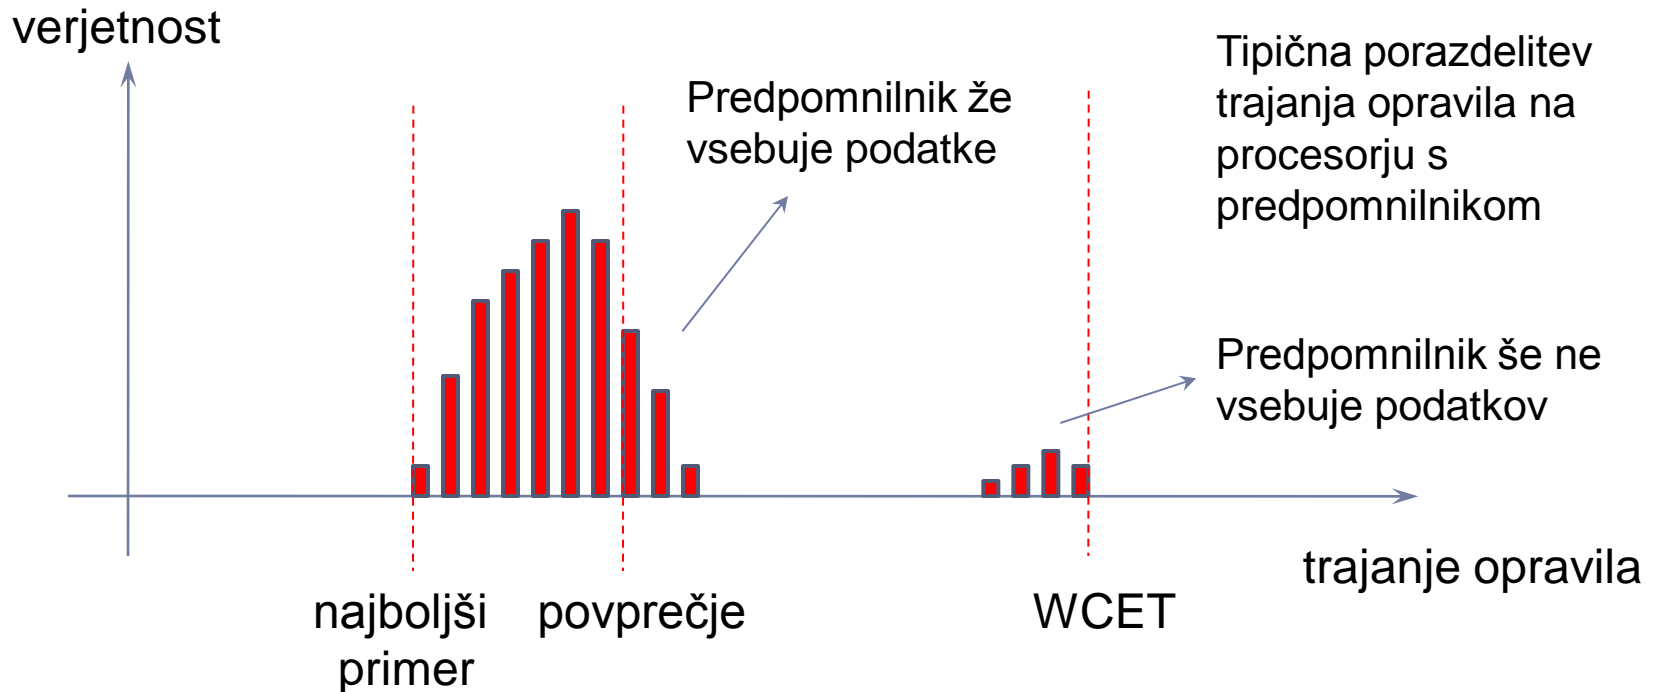 verjetnost
Predpomnilnik že
vsebuje podatke
Tipična porazdelitev
trajanja opravila na
procesorju s
predpomnilnikom
Predpomnilnik še ne
vsebuje podatkov
trajanje opravila
najboljši
primer
povprečje
WCET